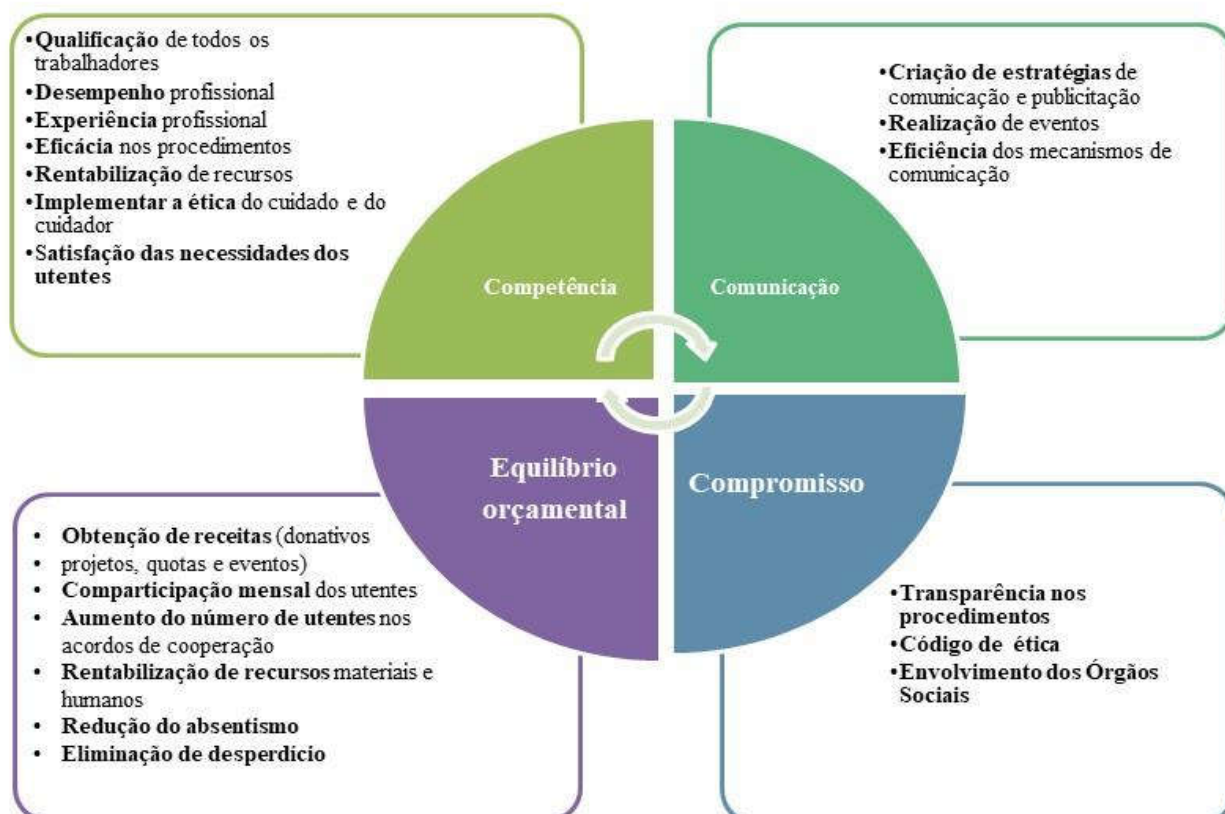 •Qualificação de todos os
trabalhadores
•Desempenho profissional
•Experiência profissional
•Eficácia nos procedimentos
•Rentabilização de recursos
•Implementar a ética do cuidado e do
cuidador
•Satisfação das necessidades dos
utentes
•Criação de estratégias de
comunicação e publicitação
•Realização de eventos
•Eficiência dos mecanismos de
comunicação
Competência
Comunicação
Equilíbrio
orçamental
Compromisso
• Obtenção de receitas (donativos
• projetos, quotas e eventos)
• Comparticipação mensal dos utentes
• Aumento do número de utentes nos
acordos de cooperação
• Rentabilização de recursos materiais e
humanos
• Redução do absentismo
• Eliminação de desperdício
•Transparência nos
procedimentos
•Código de ética
•Envolvimento dos Órgãos
Sociais